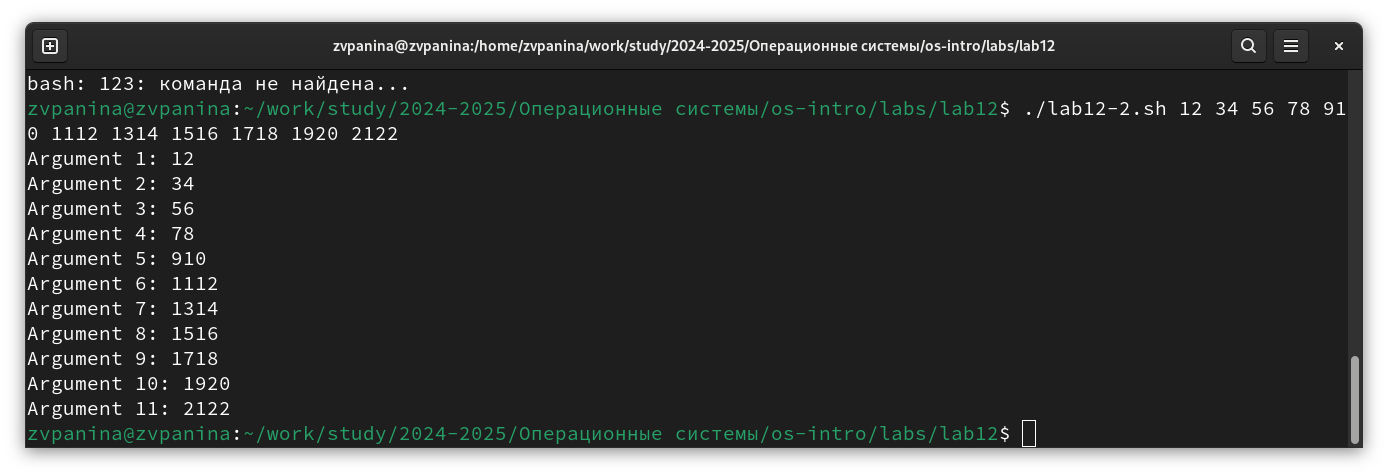 zvpanina@zvpanina:/home/zvpanina/work/study/2024-2025/Операционные системы/os-intro/labs/lab12
bash: 123: команда не найдена...
zvpanina@zvpanina:~/work/study/2024-2025/Операционные системы/os-intro/labs/lab12$ ./lab12-2.sh 12 34 56 78 91
0 1112 1314 1516 1718 1920 2122
Argument 1: 12
Argument 2: 34
Argument 3: 56
Argument 4: 78
Argument 5: 910
Argument 6: 1112
Argument 7: 1314
Argument 8: 1516
Argument 9: 1718
Argument 10: 1920
Argument 11: 2122
zvpanina@zvpanina:~/work/study/2024-2025/Операционные системы/os-intro/labs/lab12$